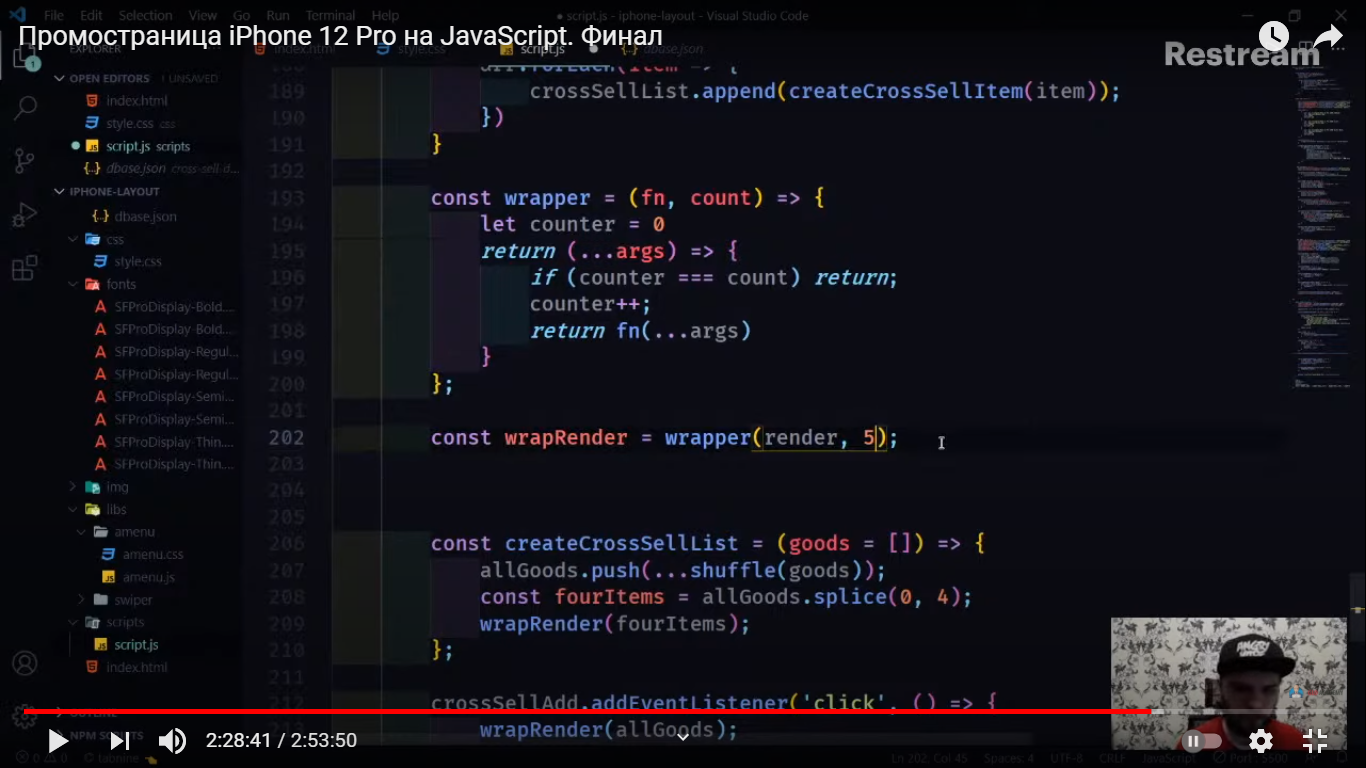 File Edit Selection View Go Run Terminal Help
● script.js - iphone-layout - Visual Studio Code
Промостраница iPhone 12 Pro на JavaScript. Финал
Restream
EXPLORER
index.html
style.css
script.js
dbase.json
1
OPEN EDITORS 1 UNSAVED
index.html
style.css css
script.js scripts
dbase.json cross-sell-d...
IPHONE-LAYOUT
dbase.json
css
style.css
fonts
SFProDisplay-Bold....
SFProDisplay-Bold....
SFProDisplay-Regul...
SFProDisplay-Regul...
SFProDisplay-Semi...
SFProDisplay-Semi...
SFProDisplay-Thin....
SFProDisplay-Thin....
img
libs
amenu
amenu.css
amenu.js
swiper
scripts
script.js
index.html
OUTLINE
NPM SCRIPTS
188 arr.forEach(item => {
189 crossSellList.append(createCrossSellItem(item));
190 })
191 }
192
193 const wrapper = (fn, count) => {
194 let counter = 0
195 return (...args) => {
196 if (counter === count) return;
197 counter++;
198 return fn(...args)
199 }
200 };
201
202 const wrapRender = wrapper(render, 5);
203
204
205
206 const createCrossSellList = (goods = []) => {
207 allGoods.push(...shuffle(goods));
208 const fourItems = allGoods.splice(0, 4);
209 wrapRender(fourItems);
210 };
211
212 crossSellAdd.addEventListener('click', () => {
213 wrapRender(allGoods);
2:28:41 / 2:53:50
0 0 tabnine
Ln 202, Col 45 Spaces: 4 UTF-8 CRLF JavaScript Port : 5500